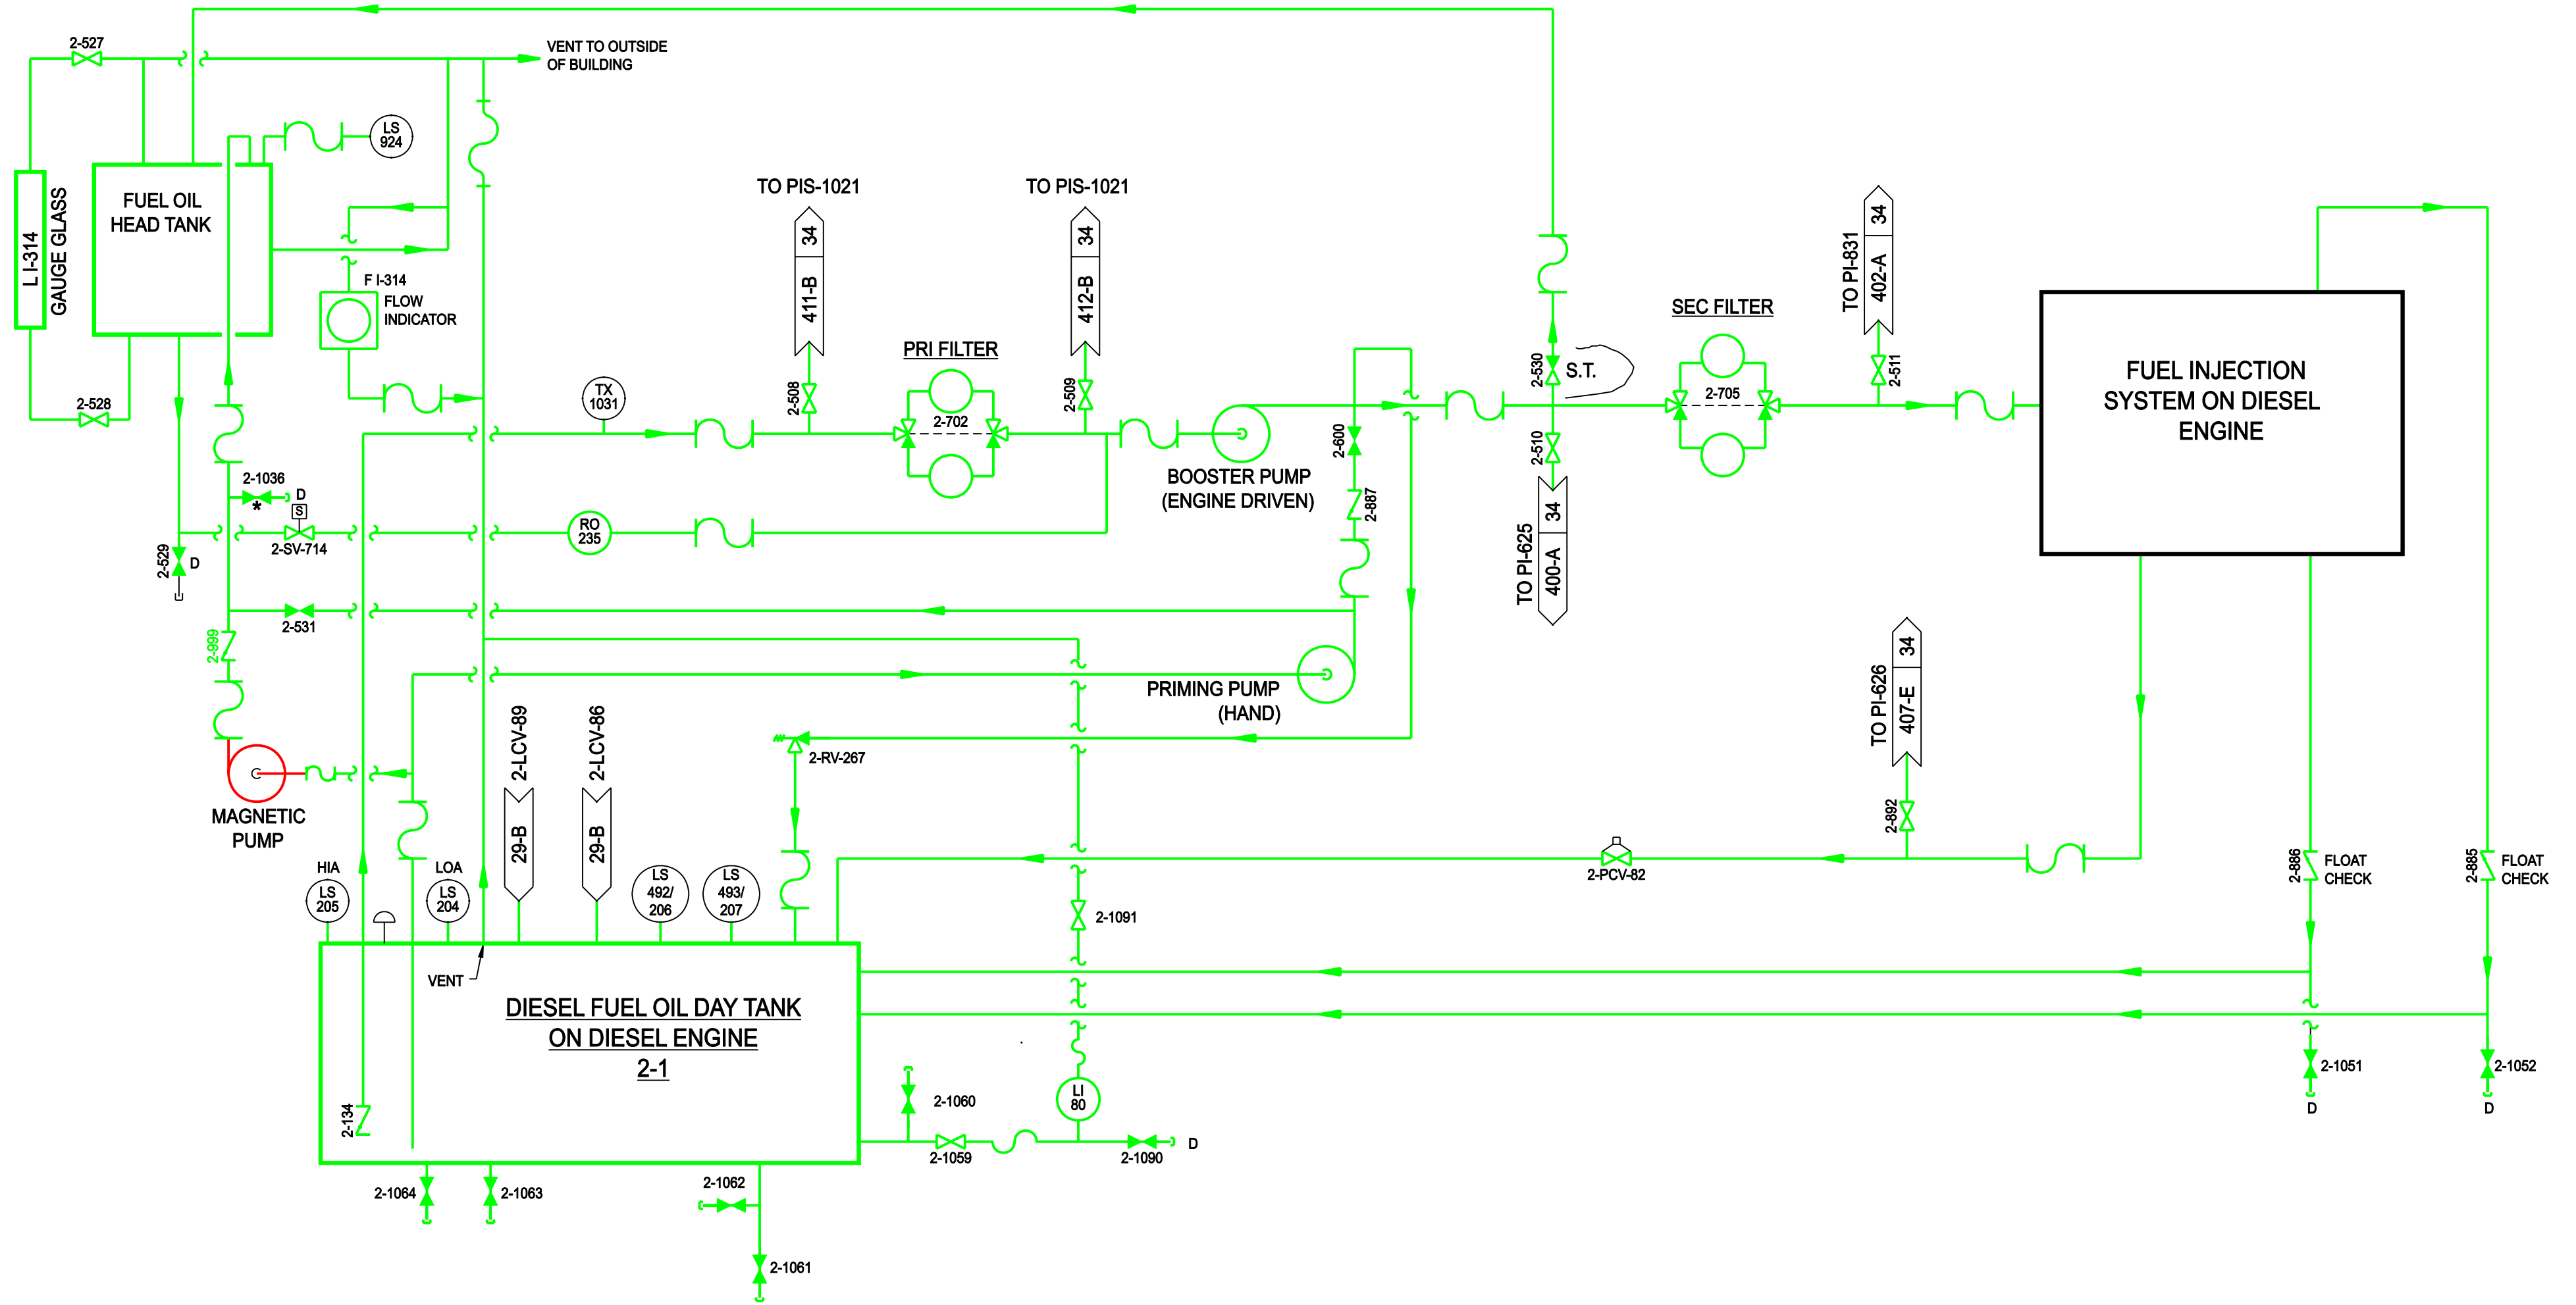 2-527
VENT TO OUTSIDE
OF BUILDING
LS
924
L I-314
GAUGE GLASS
FUEL OIL
HEAD TANK
F I-314
FLOW
INDICATOR
2-528
TO PIS-1021
34
411-B
2-508
TO PIS-1021
34
412-B
2-509
TX
1031
PRI FILTER
2-702
BOOSTER PUMP
(ENGINE DRIVEN)
2-600
2-887
2-530
S.T.
2-510
TO PI-625
34
400-A
SEC FILTER
2-705
TO PI-831
34
402-A
2-511
FUEL INJECTION
SYSTEM ON DIESEL
ENGINE
2-1036
D
*
S
2-SV-714
RO
235
2-529
D
2-531
2-999
MAGNETIC
PUMP
PRIMING PUMP
(HAND)
2-RV-267
2-LCV-89
29-B
2-LCV-86
29-B
TO PI-626
34
407-E
2-892
2-PCV-82
2-886
FLOAT
CHECK
2-885
FLOAT
CHECK
HIA
LS
205
LOA
LS
204
LS
492/
206
LS
493/
207
2-1091
VENT
DIESEL FUEL OIL DAY TANK
ON DIESEL ENGINE
2-1
2-134
2-1060
LI
80
2-1059
2-1090
D
2-1051
D
2-1052
D
2-1064
2-1063
2-1062
2-1061